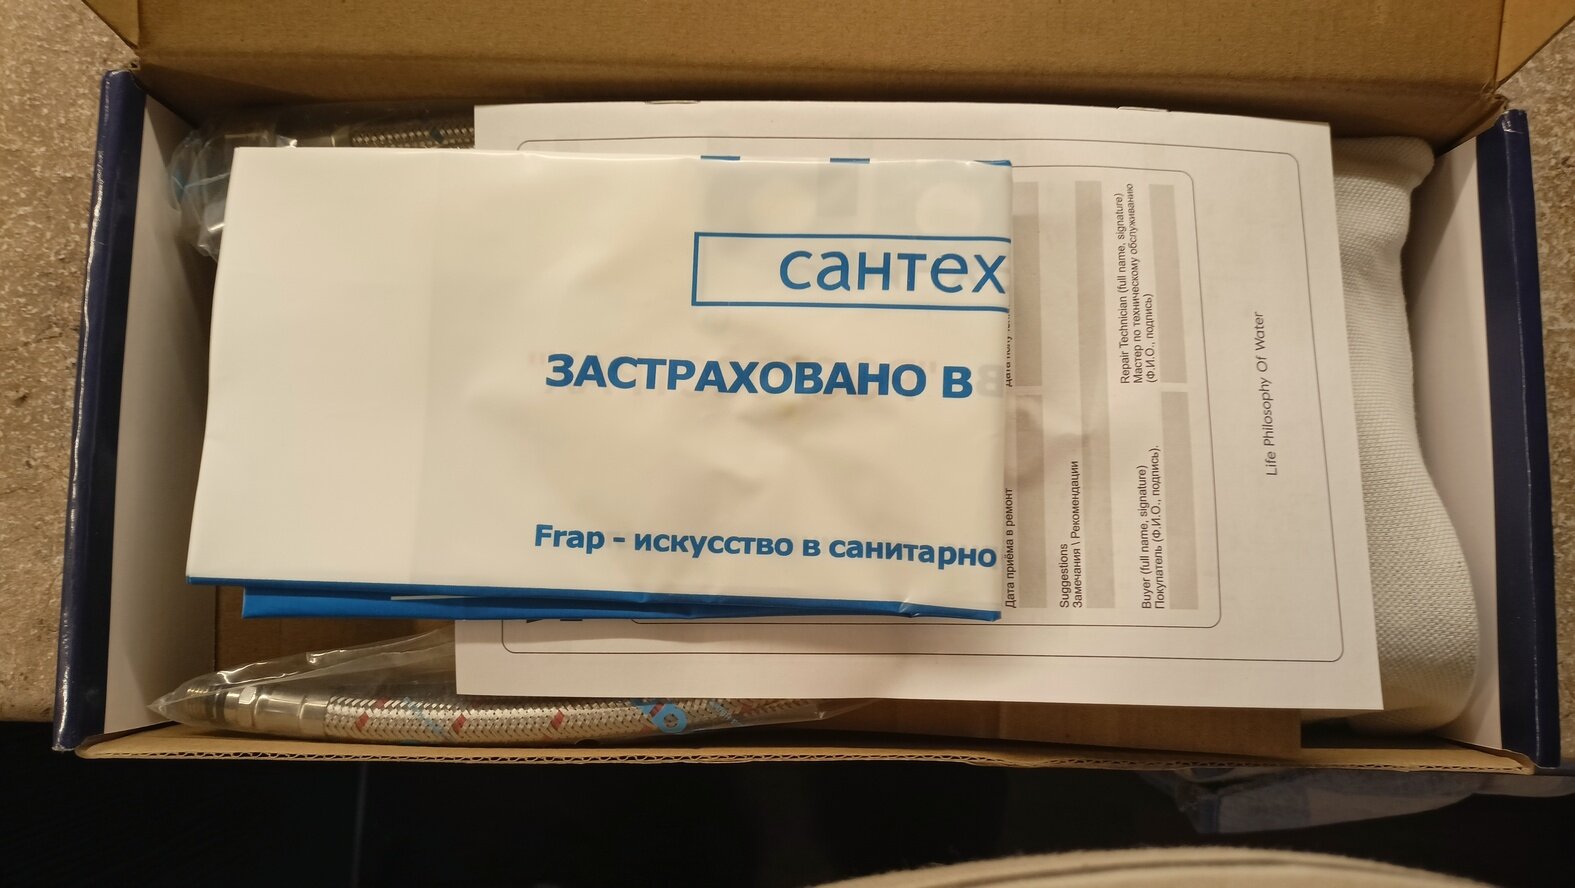 сантех
ЗАСТРАХОВАНО В
Frap - искусство в санитарно
Дата приёма в ремонт
Suggestions
Замечания \ Рекомендации
Repair Technician (full name, signature)
Мастер по техническому обслуживанию
(Ф.И.О., подпись)
Buyer (full name, signature)
Покупатель (Ф.И.О., подпись).
Life Philosophy Of Water